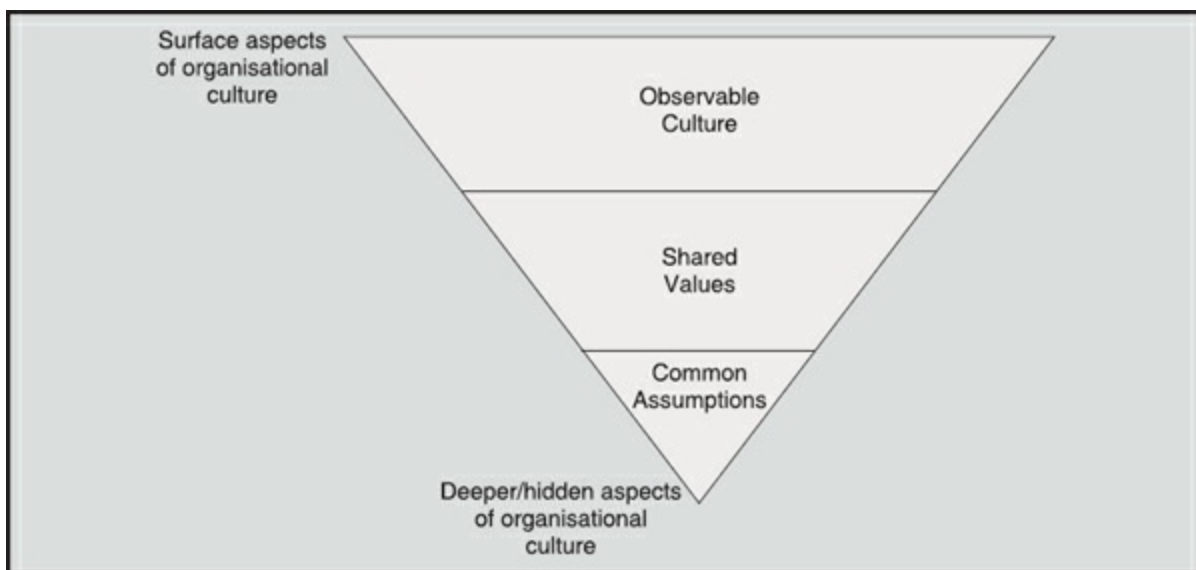 Surface aspects
of organisational
culture
Observable
Culture
Shared
Values
Common
Assumptions
Deeper/hidden aspects
of organisational
culture